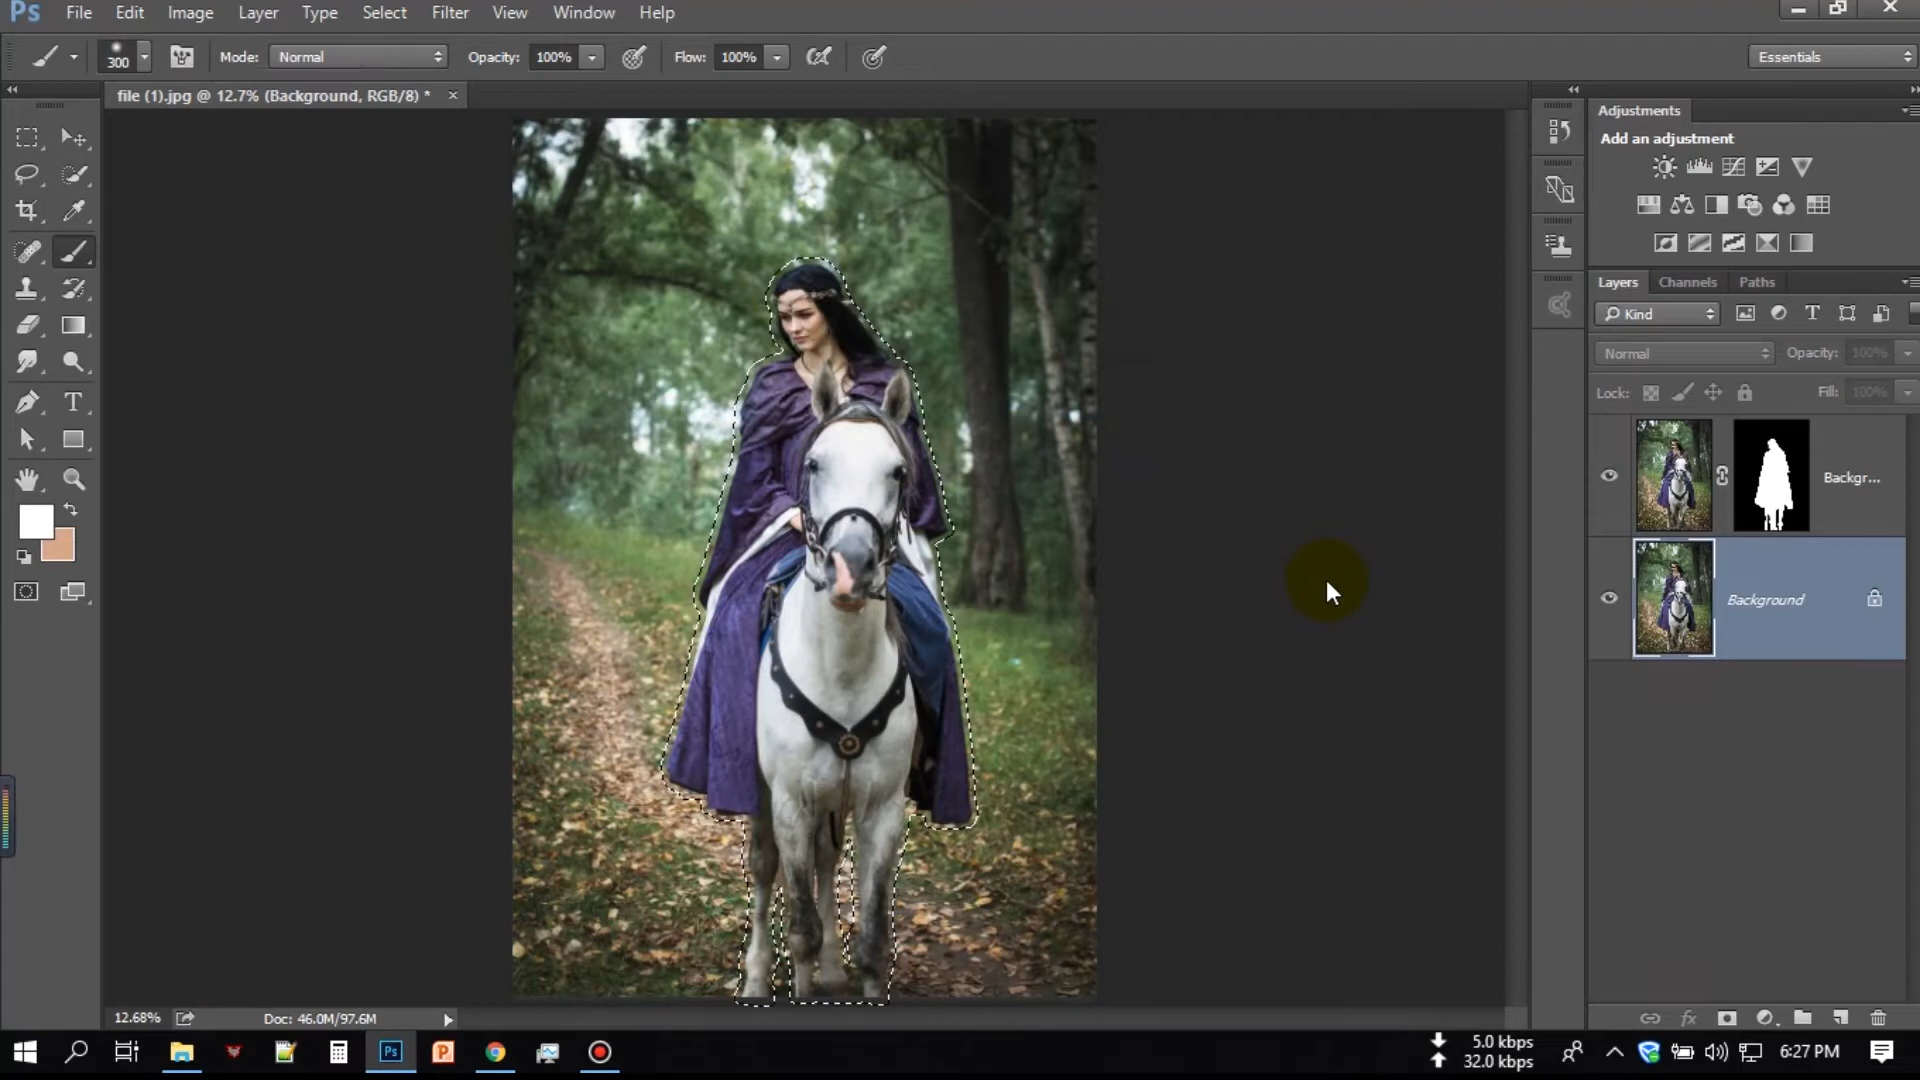 Ps File Edit Image Layer Type Select Filter View Window Help
300 Mode: Normal Opacity: 100% Flow: 100% Essentials
file (1).jpg @ 12.7% (Background, RGB/8) *
Adjustments
Add an adjustment
Layers Channels Paths
Kind
Normal Opacity: 100%
Lock: Fill: 100%
Backgr...
Background
12.68% Doc: 46.0M/97.6M
5.0 kbps
32.0 kbps
6:27 PM